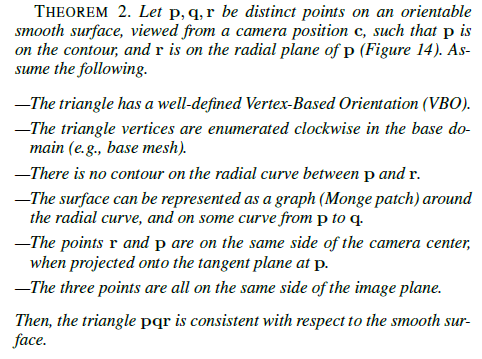 THEOREM 2. Let p, q, r be distinct points on an orientable
smooth surface, viewed from a camera position c, such that p is
on the contour, and r is on the radial plane of p (Figure 14). As-
sume the following.
—The triangle has a well-defined Vertex-Based Orientation (VBO).
—The triangle vertices are enumerated clockwise in the base do-
main (e.g., base mesh).
—There is no contour on the radial curve between p and r.
—The surface can be represented as a graph (Monge patch) around
the radial curve, and on some curve from p to q.
—The points r and p are on the same side of the camera center,
when projected onto the tangent plane at p.
—The three points are all on the same side of the image plane.
Then, the triangle pqr is consistent with respect to the smooth sur-
face.